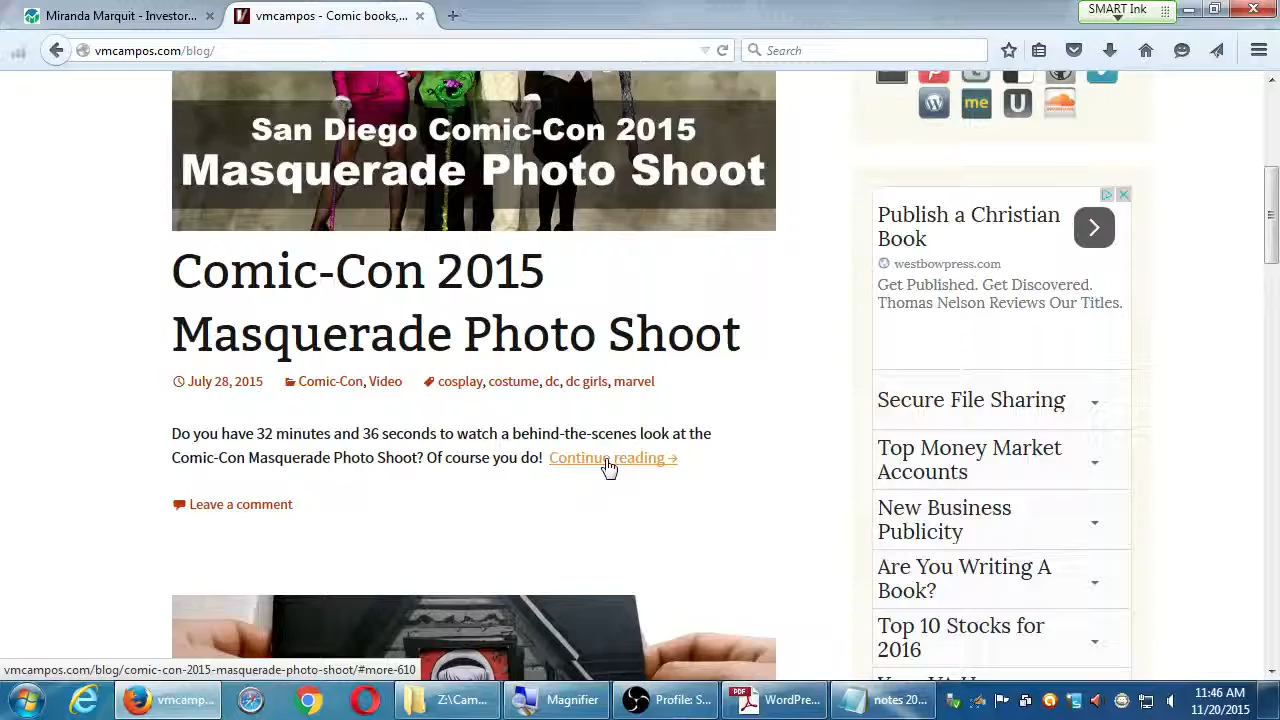 Miranda Marquit - Investor...
vmcampos - Comic books,...
SMART Ink
vmcampos.com/blog/
Search
San Diego Comic-Con 2015
Masquerade Photo Shoot
me
U
Comic-Con 2015
Masquerade Photo Shoot
July 28, 2015
Comic-Con, Video
cosplay, costume, dc, dc girls, marvel
Do you have 32 minutes and 36 seconds to watch a behind-the-scenes look at the
Comic-Con Masquerade Photo Shoot? Of course you do! Continue reading →
Leave a comment
Publish a Christian
Book
westbowpress.com
Get Published. Get Discovered.
Thomas Nelson Reviews Our Titles.
Secure File Sharing
Top Money Market
Accounts
New Business
Publicity
Are You Writing A
Book?
Top 10 Stocks for
2016
vmcampos.com/blog/comic-con-2015-masquerade-photo-shoot/#more-610
vmcamp...
Z:\Cam...
Magnifier
Profile: S...
PDF
WordPre...
notes 20...
11:46 AM
11/20/2015